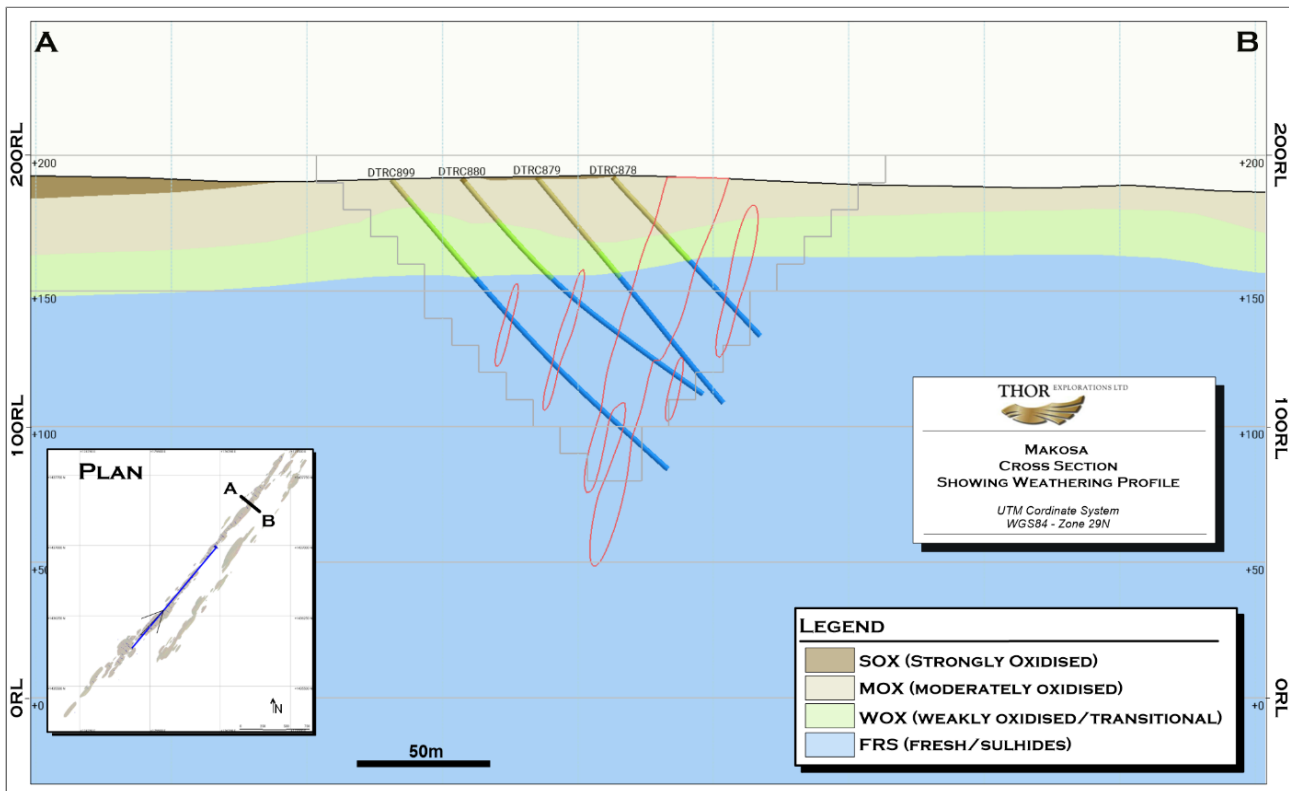 A
B
200RL
+200
+200
200RL
DTRC899
DTRC880
DTRC879
DTRC878
+150
+150
100RL
+100
+100
100RL
THOR EXPLORATIONS LTD
MAKOSA
CROSS SECTION
SHOWING WEATHERING PROFILE
UTM Cordinate System
WGS84 - Zone 29N
PLAN
A
B
N
+50
+50
0RL
+0
+0
0RL
50m
LEGEND
SOX (STRONGLY OXIDISED)
MOX (MODERATELY OXIDISED)
WOX (WEAKLY OXIDISED/TRANSITIONAL)
FRS (FRESH/SULHIDES)